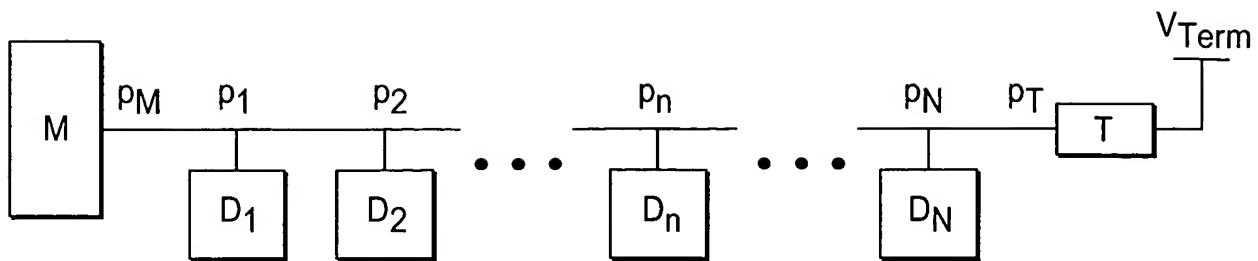 V_Term
p_M p_1 p_2 p_n p_N p_T
M T
D_1 D_2 • • • D_n • • • D_N